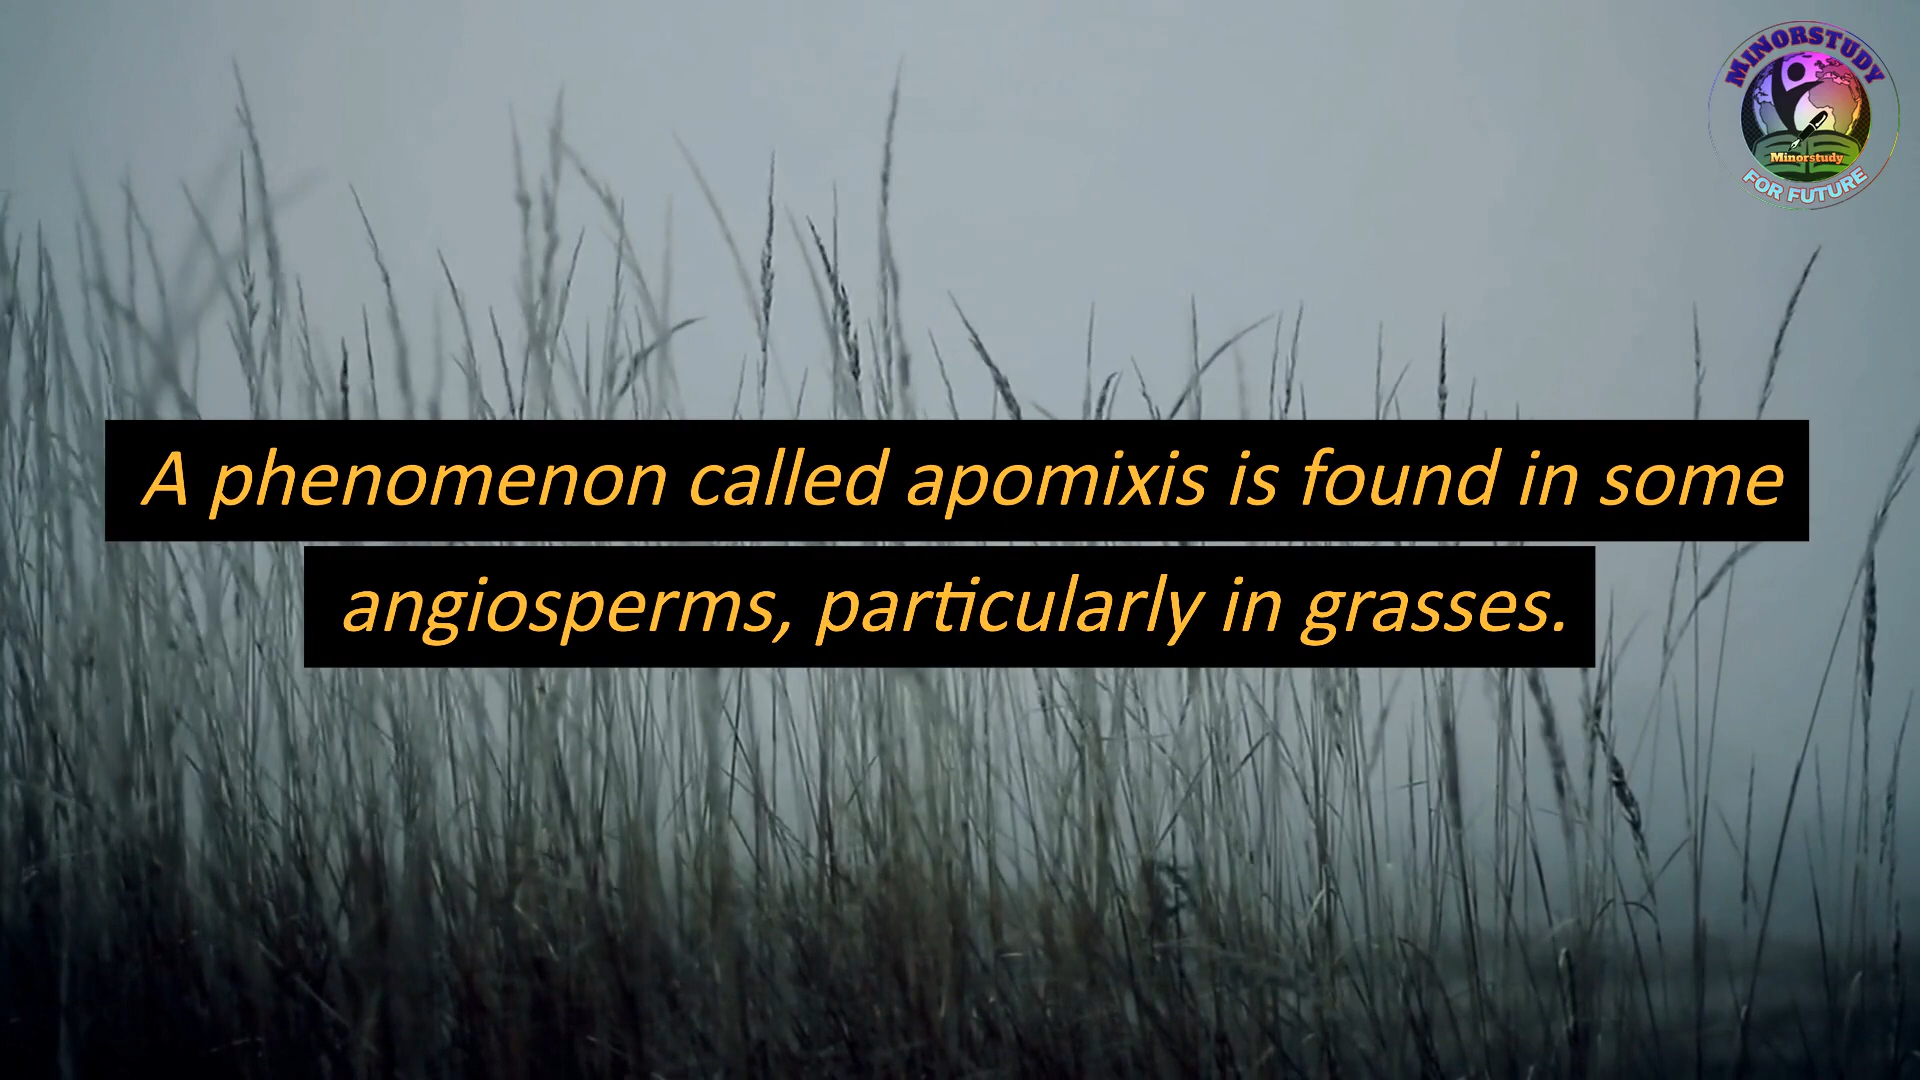 MINORSTUDY
Minorstudy
FOR FUTURE
A phenomenon called apomixis is found in some
angiosperms, particularly in grasses.